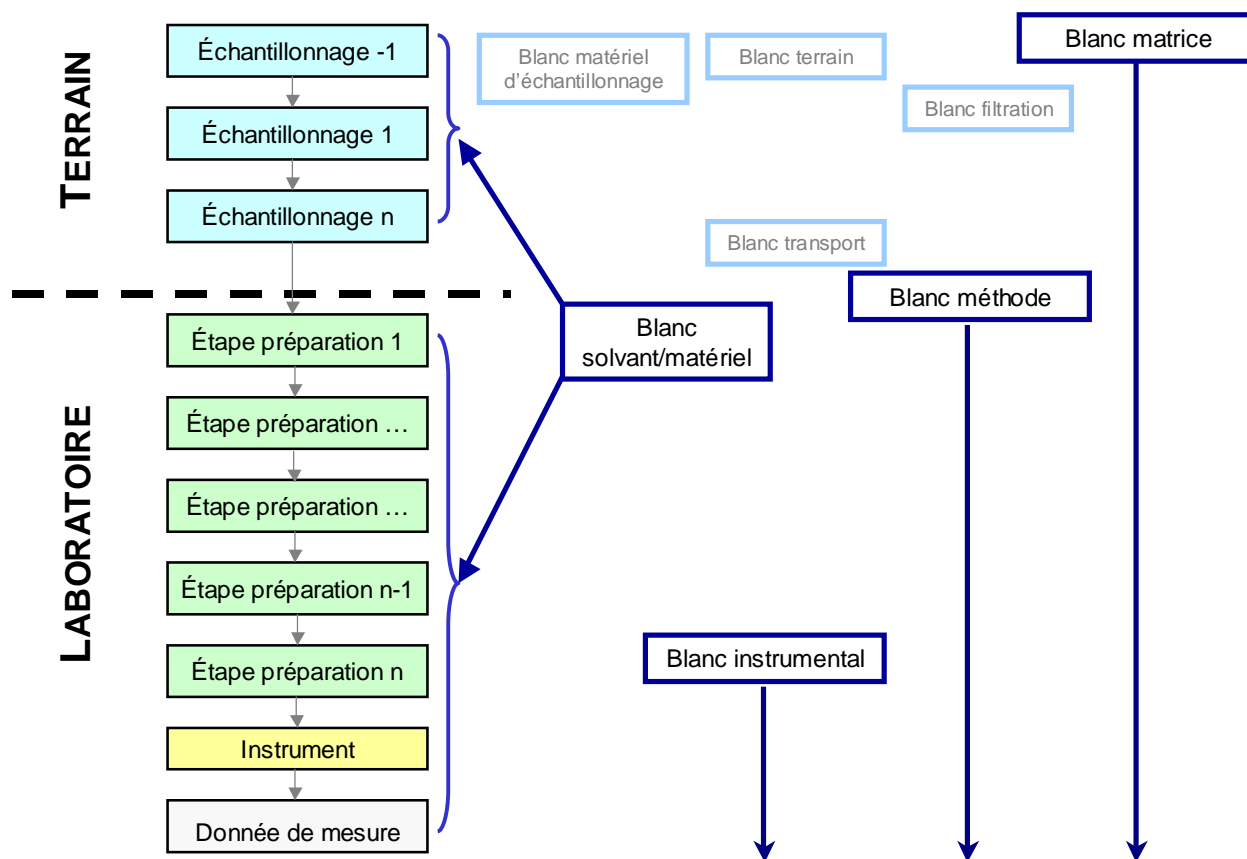 TERRAIN
Échantillonnage -1
Échantillonnage 1
Échantillonnage n
Blanc matériel
d'échantillonnage
Blanc terrain
Blanc filtration
Blanc matrice
Blanc transport
Blanc méthode
Blanc
solvant/matériel
LABORATOIRE
Étape préparation 1
Étape préparation …
Étape préparation …
Étape préparation n-1
Étape préparation n
Blanc instrumental
Instrument
Donnée de mesure